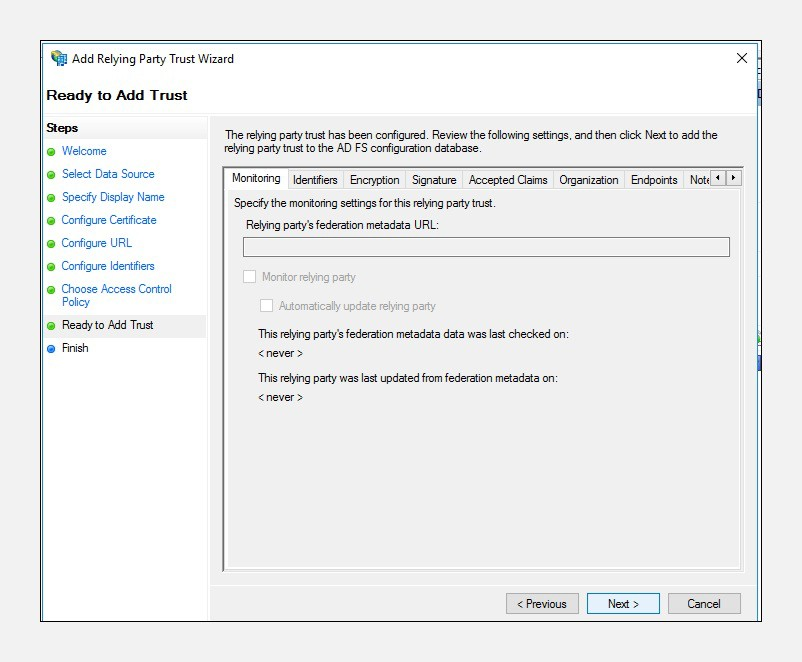 Add Relying Party Trust Wizard
Ready to Add Trust
Steps
Welcome
Select Data Source
Specify Display Name
Configure Certificate
Configure URL
Configure Identifiers
Choose Access Control
Policy
Ready to Add Trust
Finish
The relying party trust has been configured. Review the following settings, and then click Next to add the
relying party trust to the AD FS configuration database.
Monitoring Identifiers Encryption Signature Accepted Claims Organization Endpoints Note
Specify the monitoring settings for this relying party trust.
Relying party's federation metadata URL:
Monitor relying party
Automatically update relying party
This relying party's federation metadata data was last checked on:
< never >
This relying party was last updated from federation metadata on:
< never >
< Previous Next > Cancel